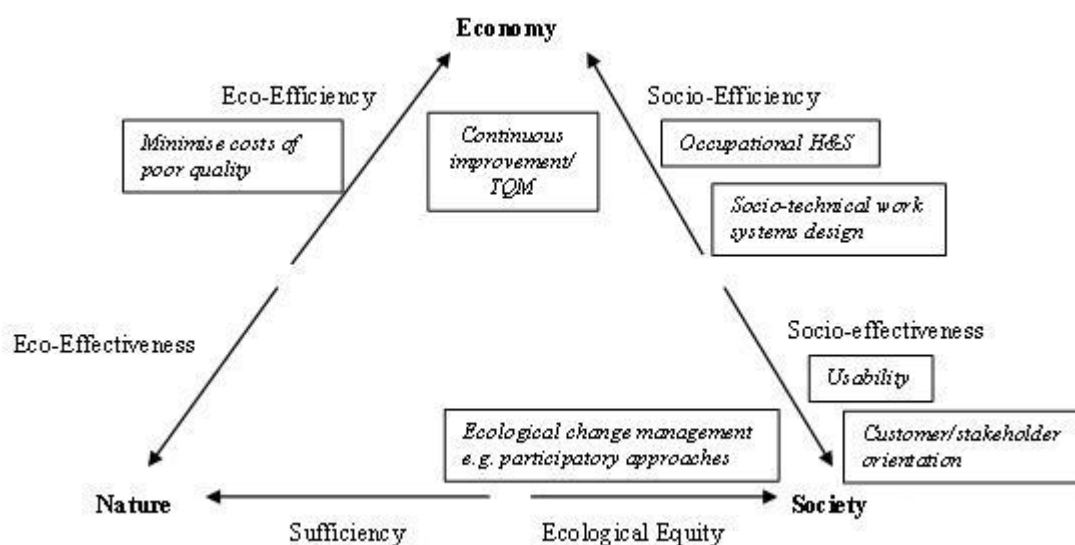 Economy
Eco-Efficiency
Socio-Efficiency
Minimise costs of
poor quality
Continuous
improvement/
TQM
Occupational H&S
Socio-technical work
systems design
Eco-Effectiveness
Socio-effectiveness
Usability
Ecological change management
e.g. participatory approaches
Customer/stakeholder
orientation
Nature
Society
Sufficiency
Ecological Equity